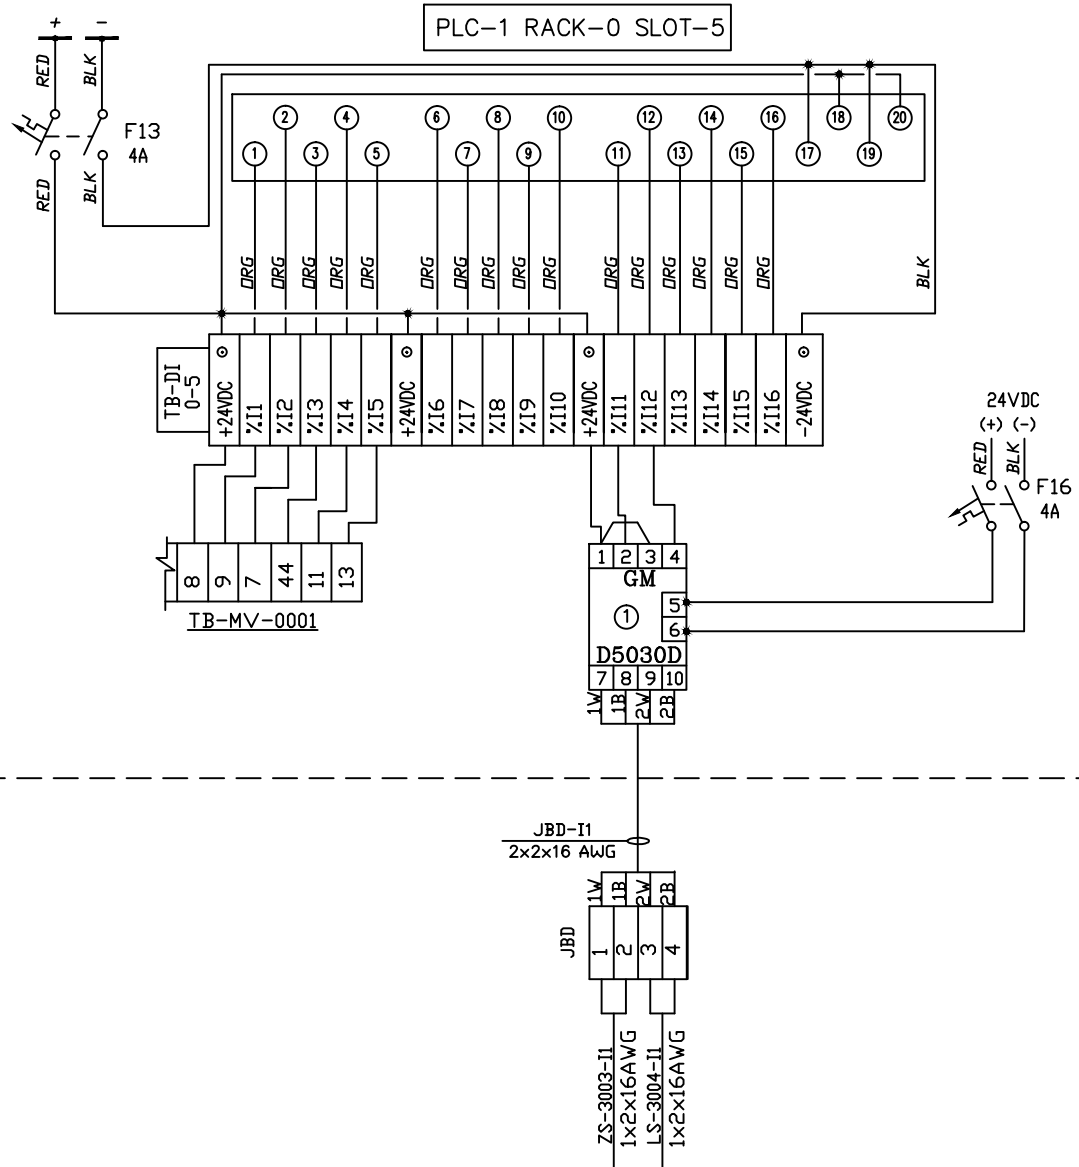 PLC-1 RACK-0 SLOT-5
+ -
RED BLK
F13
4A
RED BLK
2 4 6 8 10 12 14 16 18 20
1 3 5 7 9 11 13 15 17 19
ORG ORG ORG ORG ORG ORG ORG ORG ORG ORG ORG ORG ORG ORG ORG ORG BLK
TB-DI
0-5
+24VDC %I1 %I2 %I3 %I4 %I5 +24VDC %I6 %I7 %I8 %I9 %I10 +24VDC %I11 %I12 %I13 %I14 %I15 %I16 -24VDC
24VDC
(+) (-)
RED BLK
F16
4A
8 9 7 44 11 13
TB-MV-0001
1 2 3 4
GM
5
1
6
D5030D
7 8 9 10
1W 1B 2W 2B
JBD-I1
2x2x16 AWG
1W 1B 2W 2B
JBD
1 2 3 4
ZS-3003-I1
1x2x16AWG
LS-3004-I1
1x2x16AWG